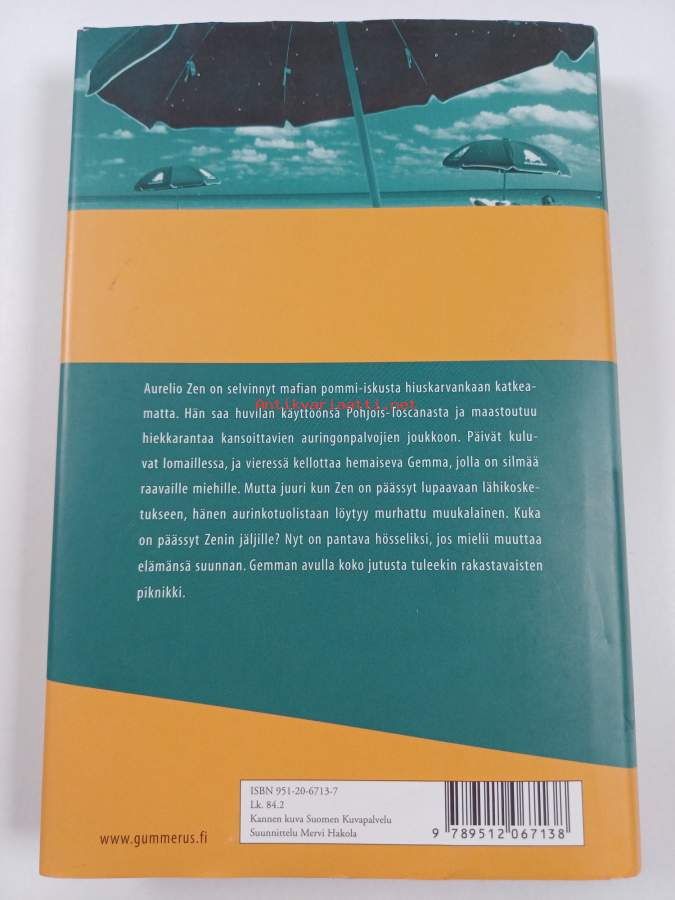 Aurelio Zen on selvinnyt mafian pommi-iskusta hiuskarvankaan katkea-
matta. Hän saa huvilan käyttöönsä Pohjois-Toscanasta ja maastoutuu
Antikvariaatti.net
hiekkarantaa kansoittavien auringonpalvojien joukkoon. Päivät kulu-
vat lomaillessa, ja vieressä kellottaa hemaiseva Gemma, jolla on silmää
raavaille miehille. Mutta juuri kun Zen on päässyt lupaavaan lähikoske-
tukseen, hänen aurinkotuolistaan löytyy murhattu muukalainen. Kuka
on päässyt Zenin jäljille? Nyt on pantava hösseliksi, jos mielii muuttaa
elämänsä suunnan. Gemman avulla koko jutusta tuleekin rakastavaisten
piknikki.
ISBN 951-20-6713-7
Lk. 84.2
Kannen kuva Suomen Kuvapalvelu
Suunnittelu Mervi Hakola
9 789512 067138
www.gummerus.fi